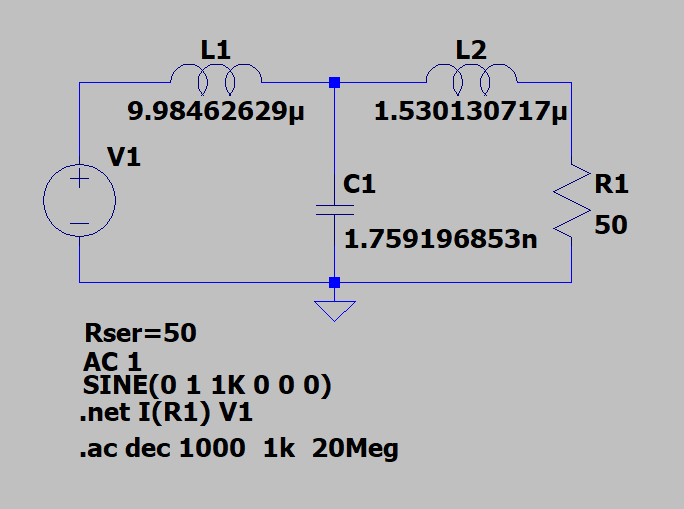 L1
L2
9.98462629µ
1.530130717µ
V1
C1
R1
50
1.759196853n
Rser=50
AC 1
SINE(0 1 1K 0 0 0)
.net I(R1) V1
.ac dec 1000  1k  20Meg